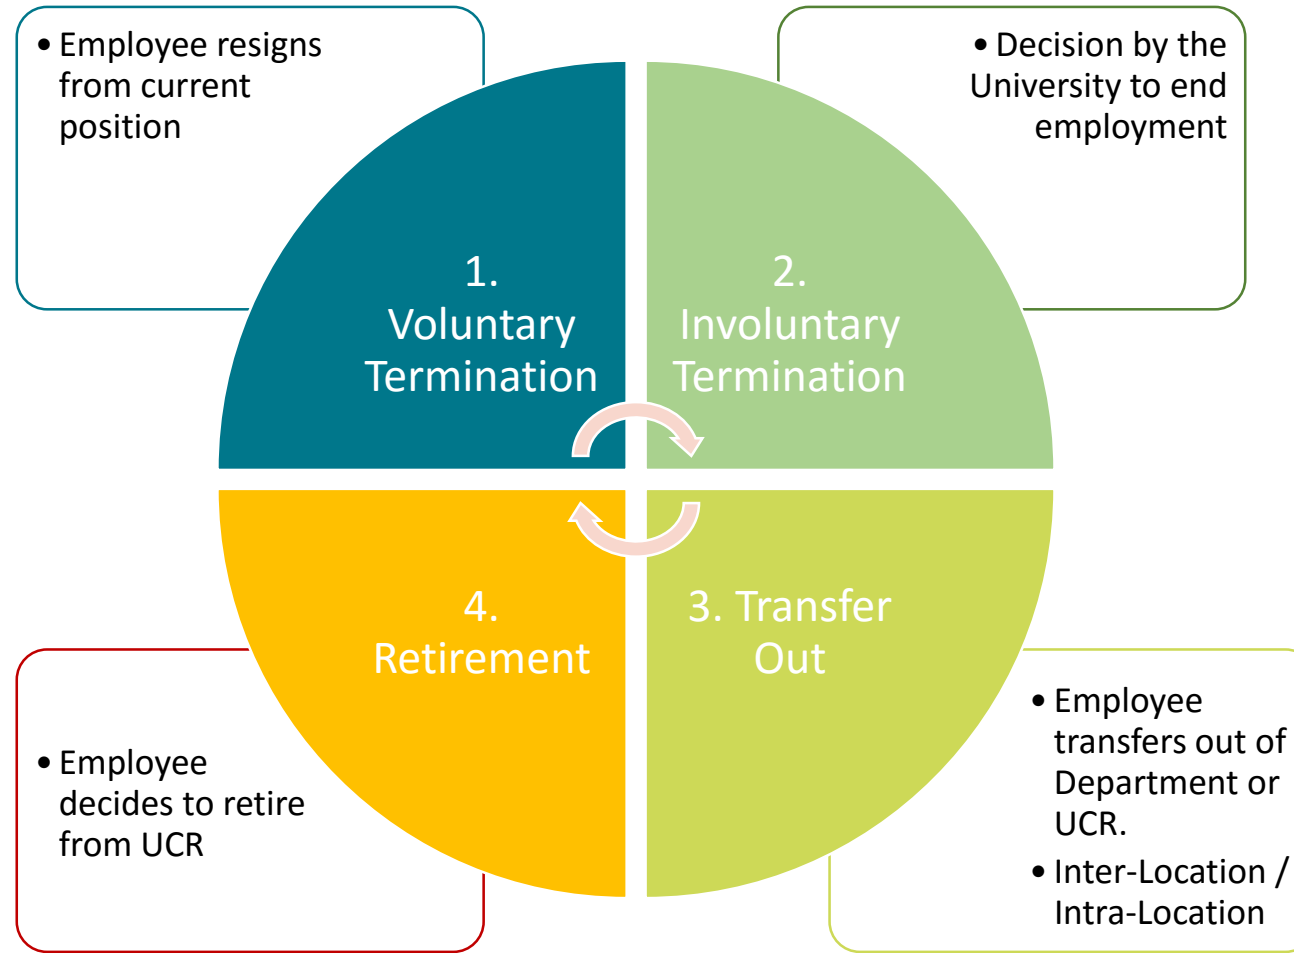 • Employee resigns
from current
position
• Decision by the
University to end
employment
1.
Voluntary
Termination
2.
Involuntary
Termination
4.
Retirement
3. Transfer
Out
• Employee
decides to retire
from UCR
• Employee
transfers out of
Department or
UCR.
• Inter-Location /
Intra-Location